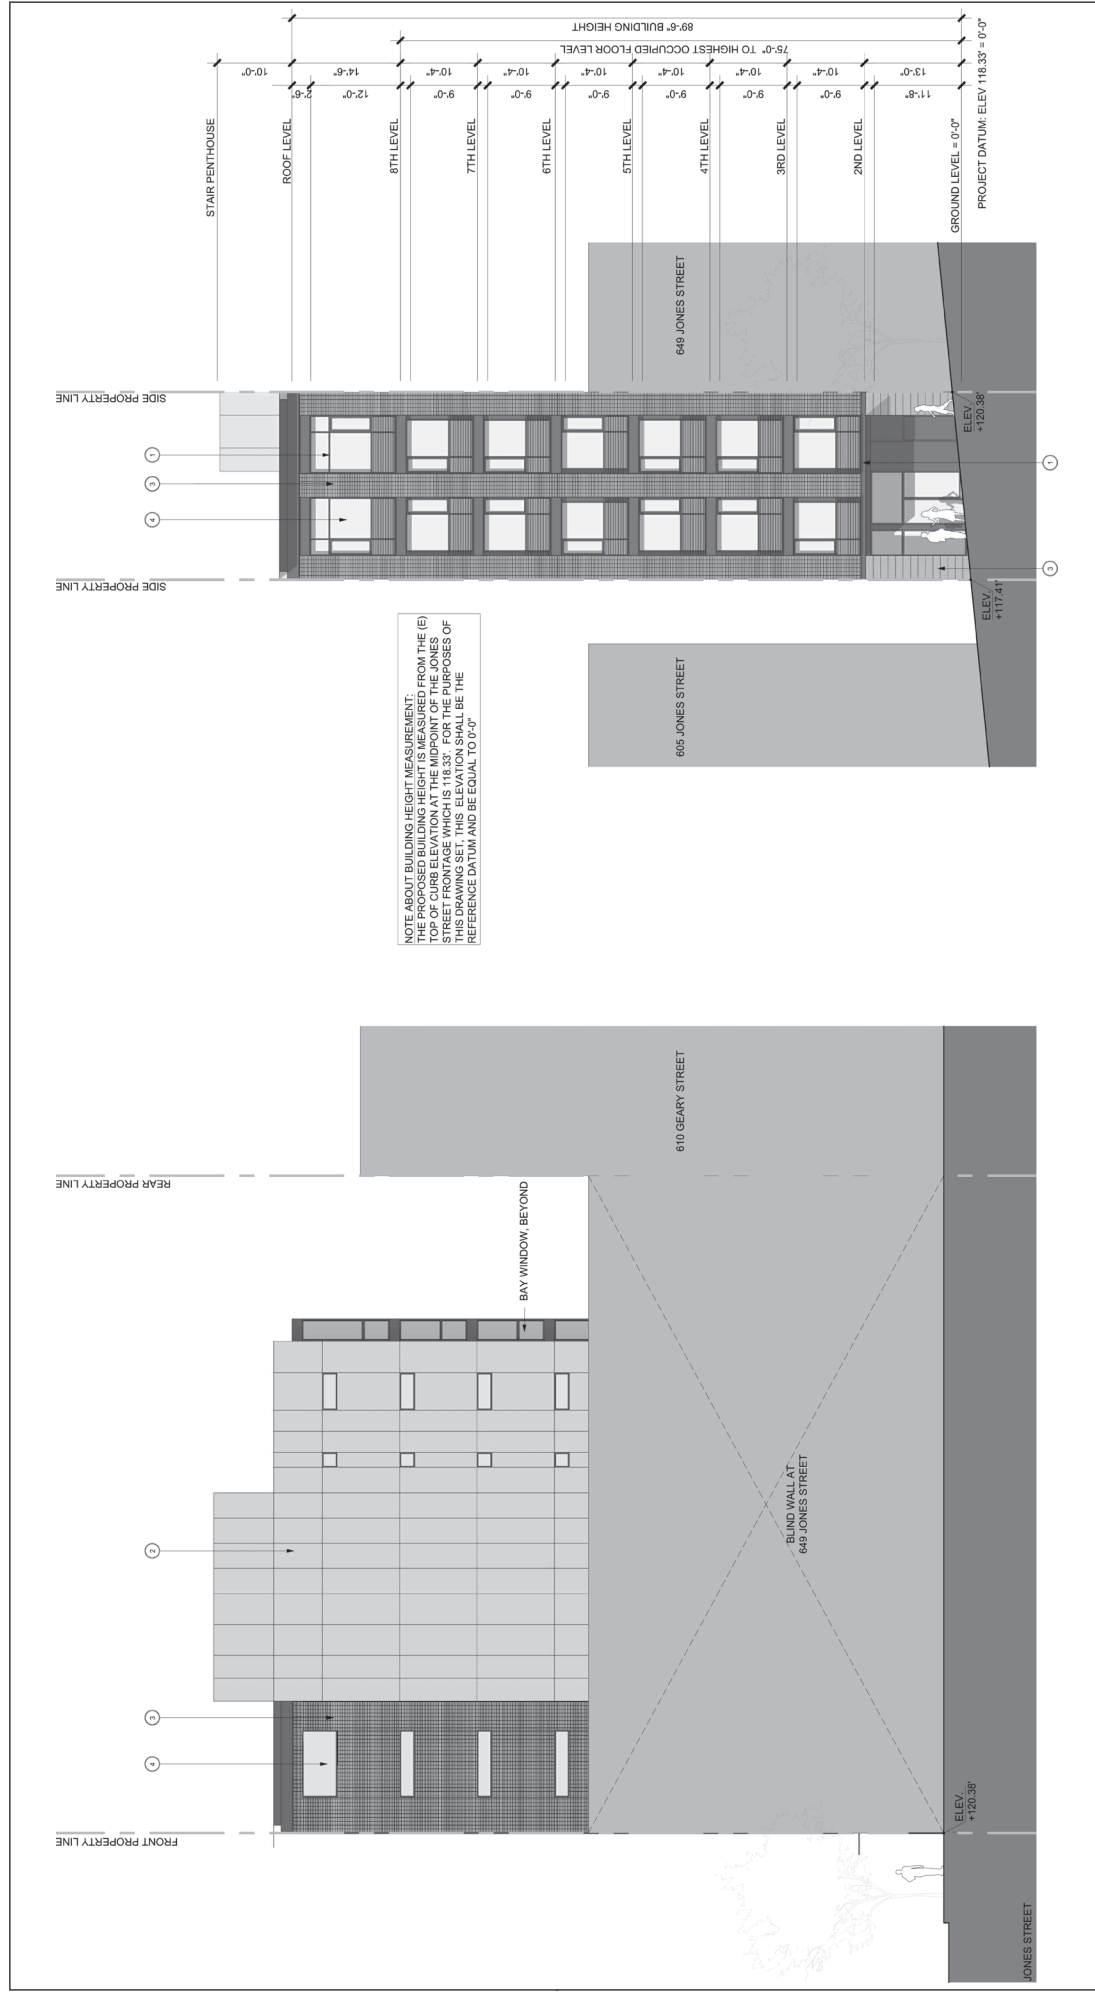 89'-6" BUILDING HEIGHT
75'-0" TO HIGHEST OCCUPIED FLOOR LEVEL
10'-0"
14'-6"
10'-4"
10'-4"
10'-4"
10'-4"
10'-4"
10'-4"
13'-0"
2'-6"
12'-0"
9'-0"
9'-0"
9'-0"
9'-0"
9'-0"
9'-0"
11'-8"
STAIR PENTHOUSE
ROOF LEVEL
8TH LEVEL
7TH LEVEL
6TH LEVEL
5TH LEVEL
4TH LEVEL
3RD LEVEL
2ND LEVEL
GROUND LEVEL = 0'-0"
PROJECT DATUM: ELEV 118.33' = 0'-0"
649 JONES STREET
SIDE PROPERTY LINE
SIDE PROPERTY LINE
1
3
4
1
3
ELEV.
+120.38'
ELEV.
+117.41'
605 JONES STREET
NOTE ABOUT BUILDING HEIGHT MEASUREMENT:
THE PROPOSED BUILDING HEIGHT IS MEASURED FROM THE (E)
TOP OF CURB ELEVATION AT THE MIDPOINT OF THE JONES
STREET FRONTAGE WHICH IS 118.33'. FOR THE PURPOSES OF
THIS DRAWING SET, THIS ELEVATION SHALL BE THE
REFERENCE DATUM AND BE EQUAL TO 0'-0"
610 GEARY STREET
REAR PROPERTY LINE
BAY WINDOW, BEYOND
2
3
4
BLIND WALL AT
649 JONES STREET
FRONT PROPERTY LINE
ELEV.
+120.38'
JONES STREET